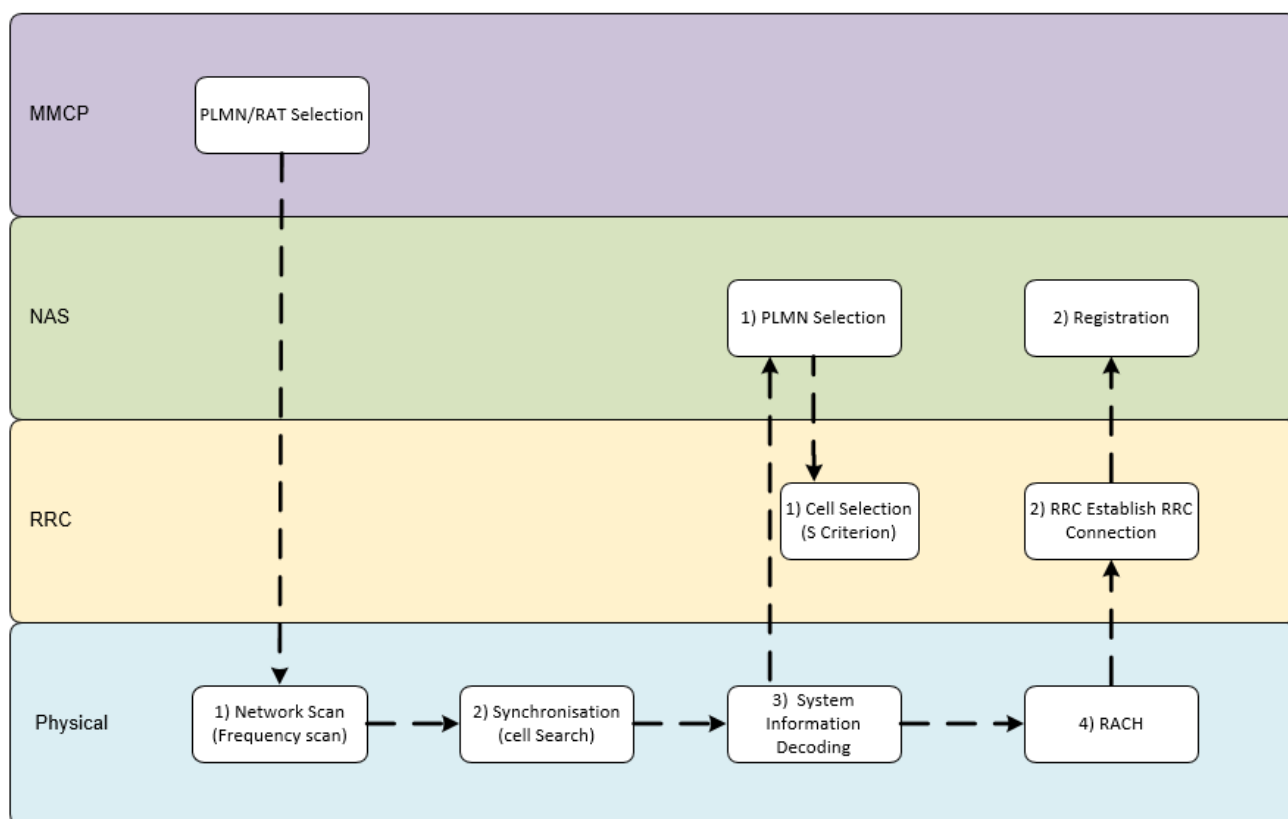 MMCP
PLMN/RAT Selection
NAS
1) PLMN Selection
2) Registration
RRC
1) Cell Selection
(S Criterion)
2) RRC Establish RRC
Connection
Physical
1) Network Scan
(Frequency scan)
2) Synchronisation
(cell Search)
3) System
Information
Decoding
4) RACH